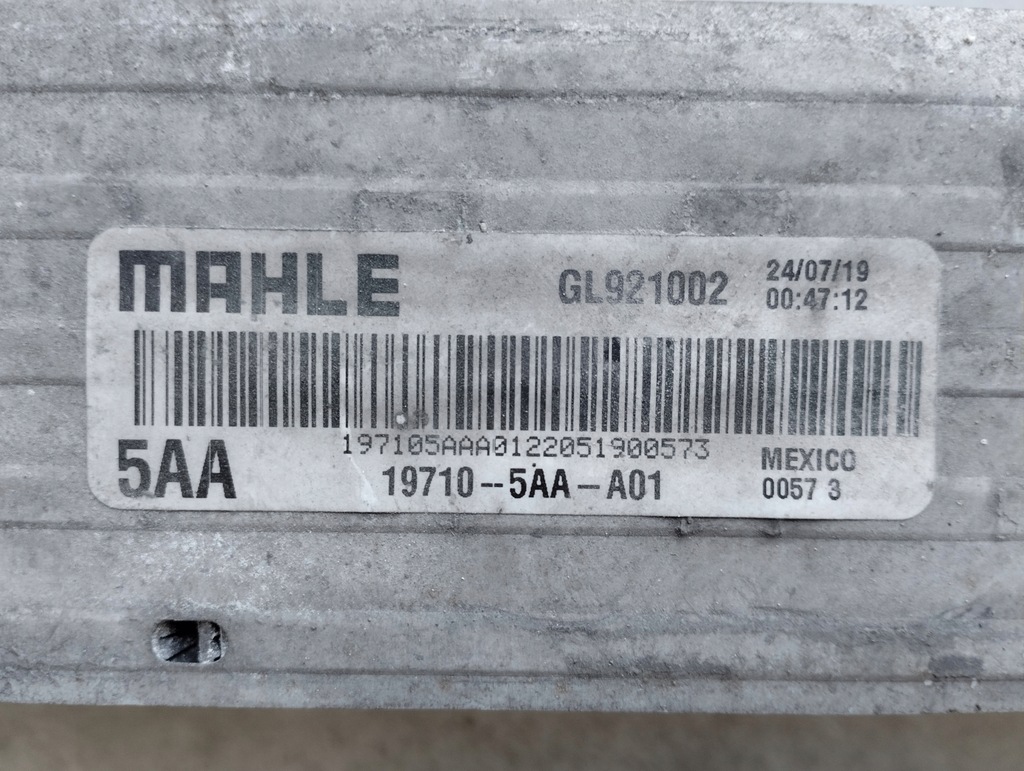 MAHLE
GL921002
24/07/19
00:47:12
197105AAA0122051900573
5AA
19710--5AA-A01
MEXICO
0057 3